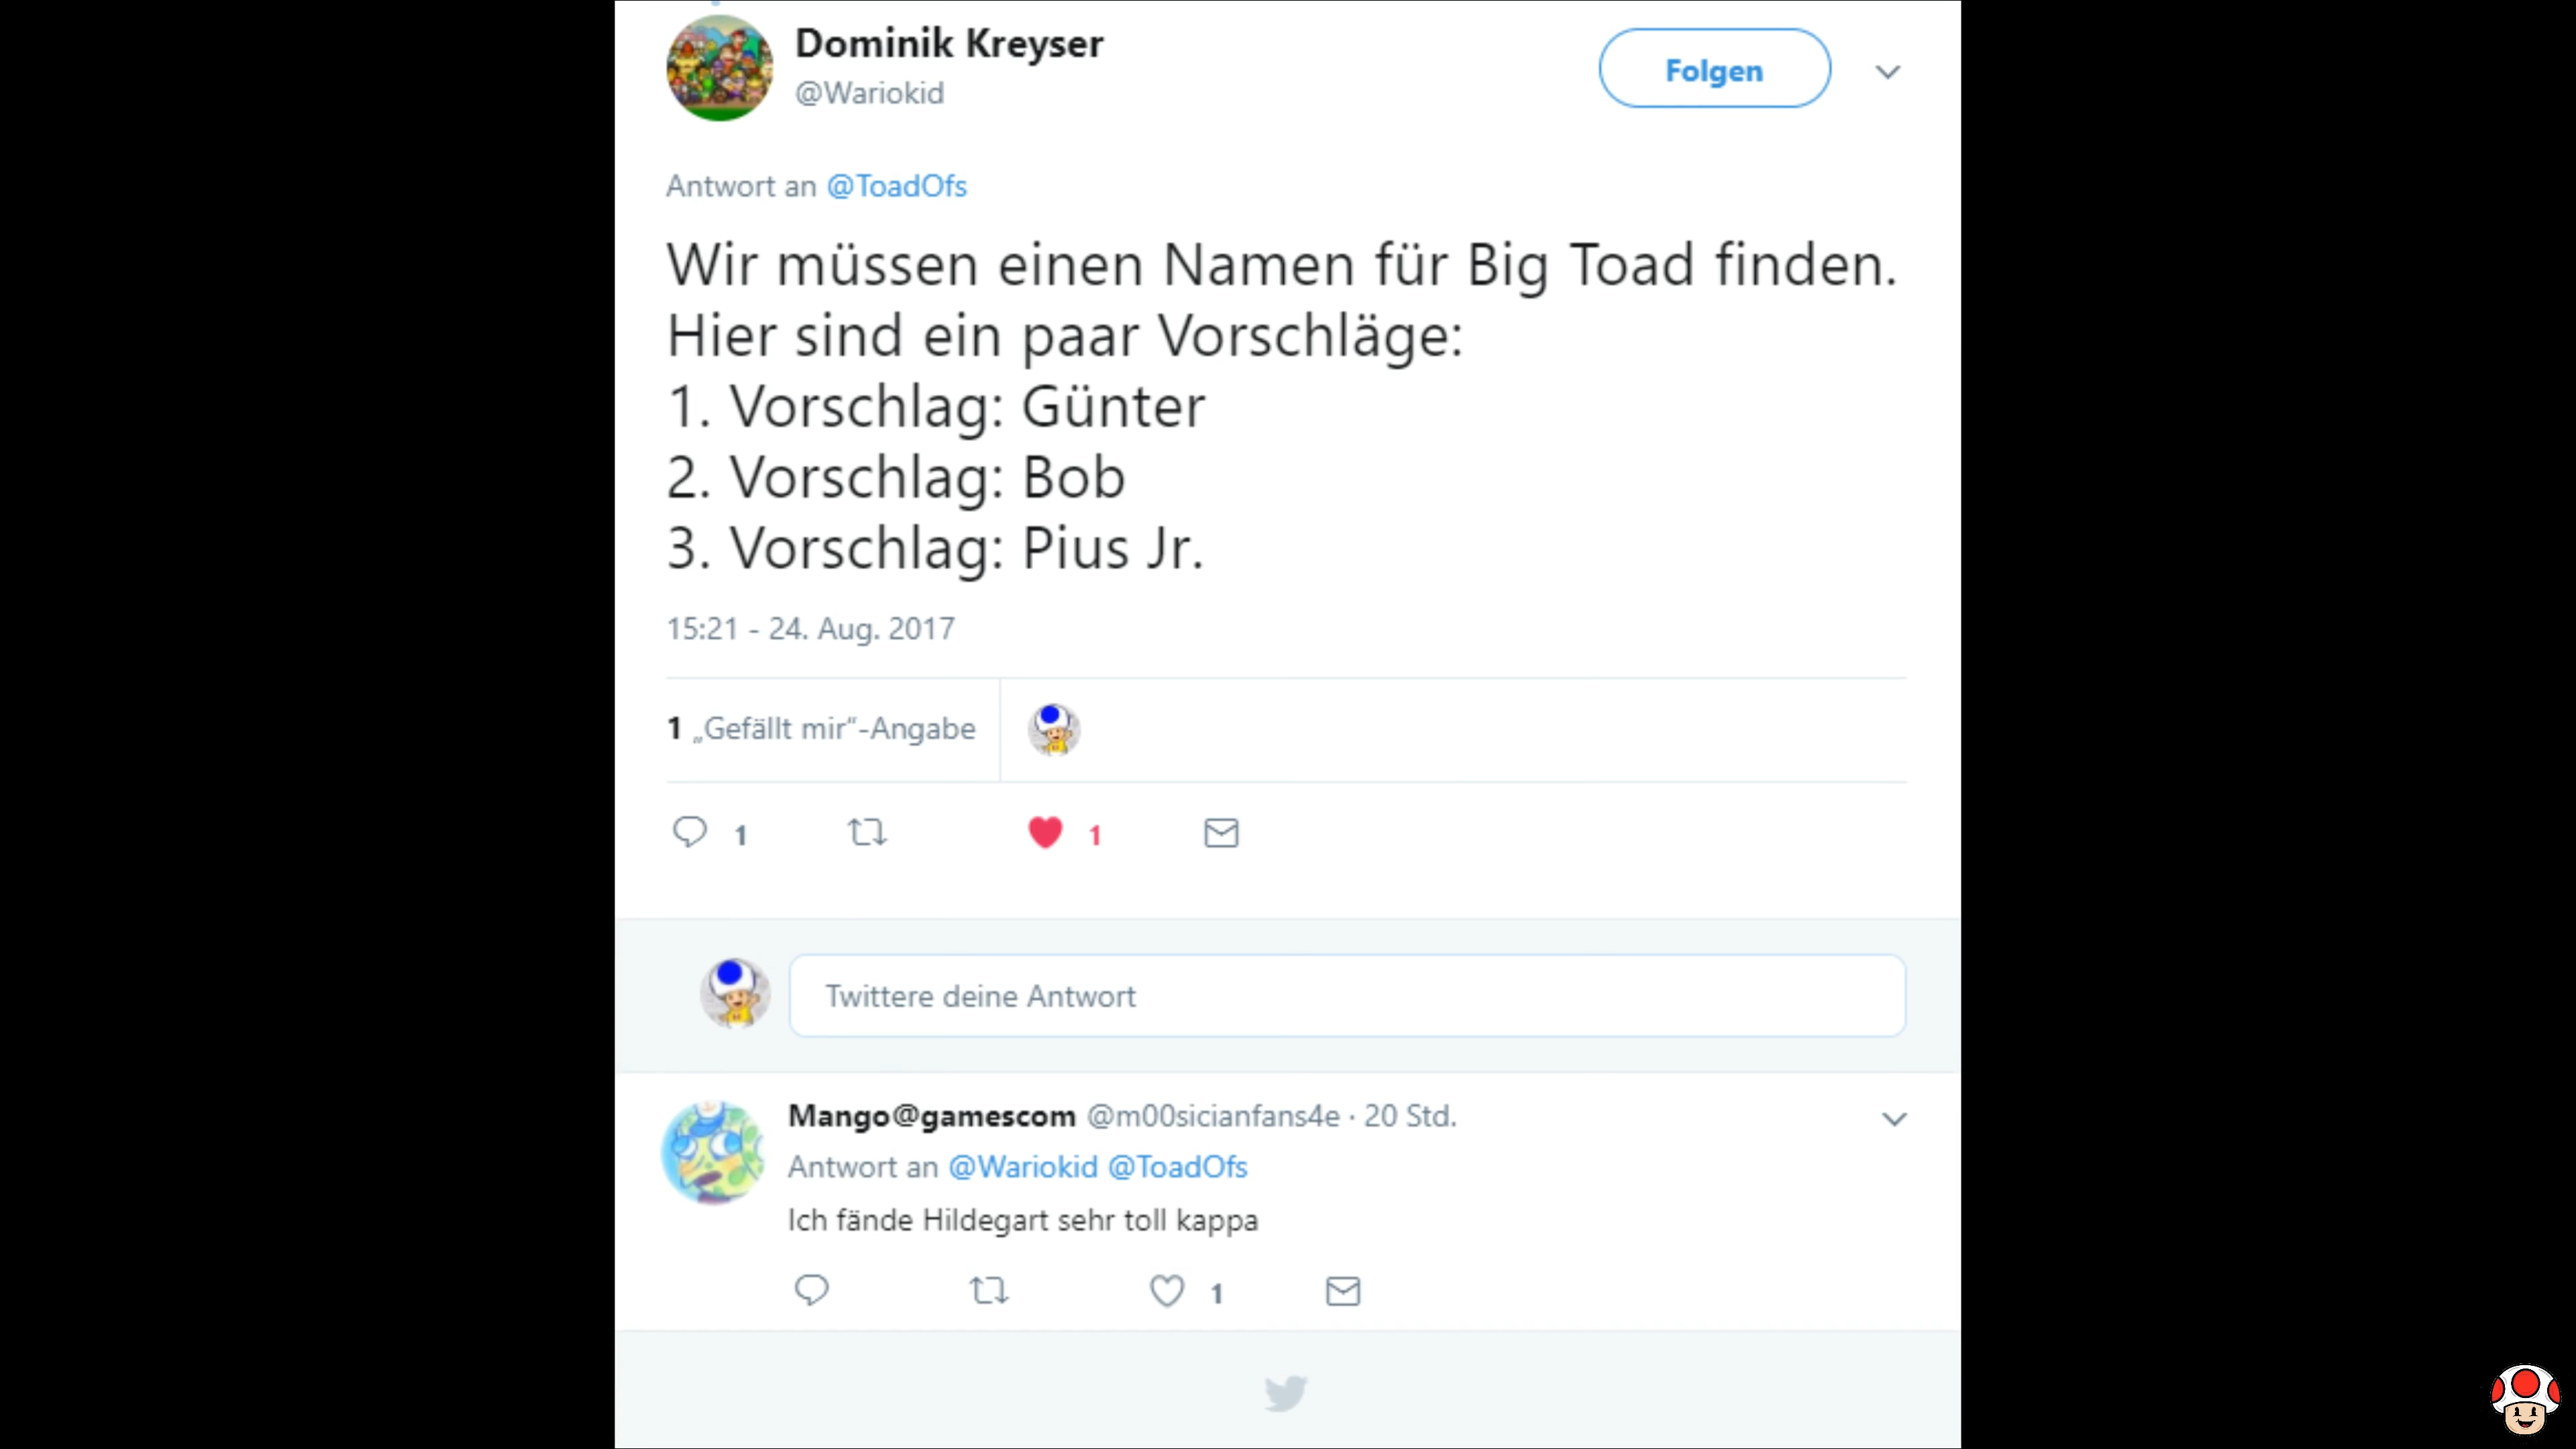 Dominik Kreyser
@Wariokid
Folgen
Antwort an @ToadOfs
Wir müssen einen Namen für Big Toad finden.
Hier sind ein paar Vorschläge:
1. Vorschlag: Günter
2. Vorschlag: Bob
3. Vorschlag: Pius Jr.
15:21 - 24. Aug. 2017
1 „Gefällt mir“-Angabe
1 1
Twittere deine Antwort
Mango@gamescom @m00sicianfans4e · 20 Std.
Antwort an @Wariokid @ToadOfs
Ich fände Hildegart sehr toll kappa
1